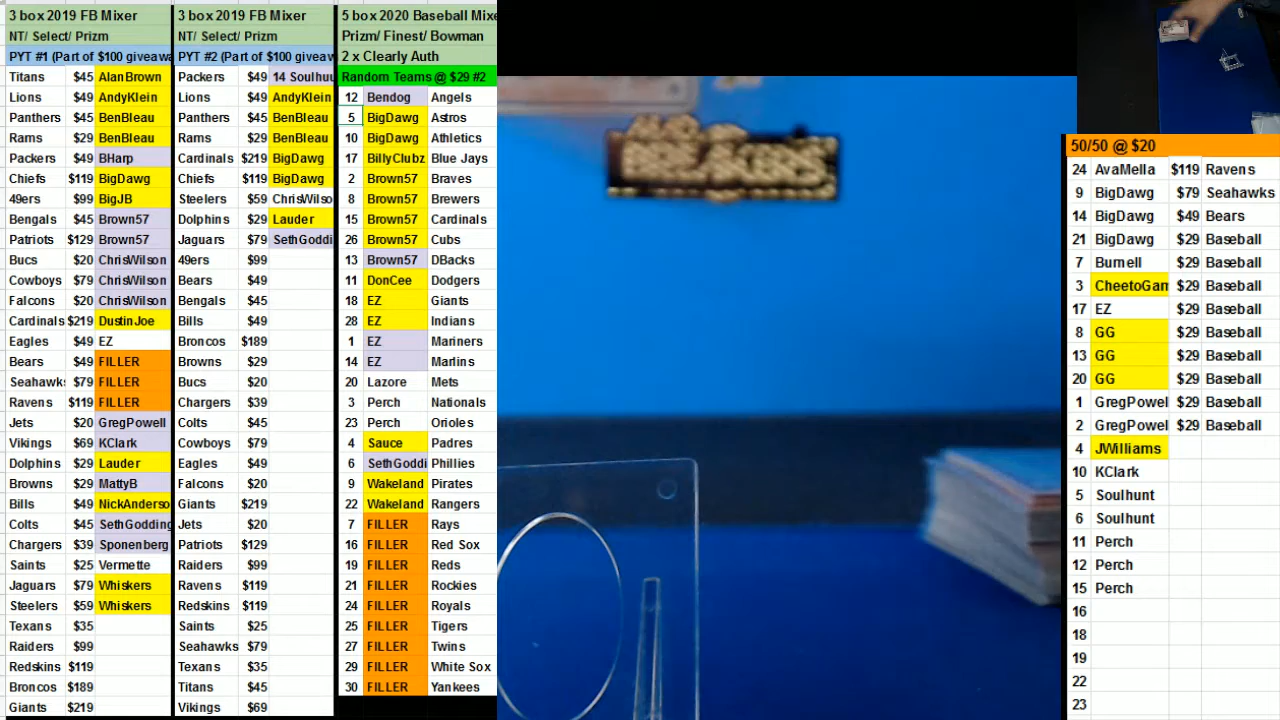 3 box 2019 FB Mixer
NT/ Select/ Prizm
PYT #1 (Part of $100 giveawa
Titans $45 AlanBrown
Lions $49 AndyKlein
Panthers $45 BenBleau
Rams $29 BenBleau
Packers $49 BHarp
Chiefs $119 BigDawg
49ers $99 BigJB
Bengals $45 Brown57
Patriots $129 Brown57
Bucs $20 ChrisWilson
Cowboys $79 ChrisWilson
Falcons $20 ChrisWilson
Cardinals $219 DustinJoe
Eagles $49 EZ
Bears $49 FILLER
Seahawks $79 FILLER
Ravens $119 FILLER
Jets $20 GregPowell
Vikings $69 KClark
Dolphins $29 Lauder
Browns $29 MattyB
Bills $49 NickAnderso
Colts $45 SethGodding
Chargers $39 Sponenberg
Saints $25 Vermette
Jaguars $79 Whiskers
Steelers $59 Whiskers
Texans $35
Raiders $99
Redskins $119
Broncos $189
Giants $219
3 box 2019 FB Mixer
NT/ Select/ Prizm
PYT #2 (Part of $100 giveaw
Packers $49 14 Soulhu
Lions $49 AndyKlein
Panthers $45 BenBleau
Rams $29 BenBleau
Cardinals $219 BigDawg
Chiefs $119 BigDawg
Steelers $59 ChrisWilso
Dolphins $29 Lauder
Jaguars $79 SethGoddi
49ers $99
Bears $49
Bengals $45
Bills $49
Broncos $189
Browns $29
Bucs $20
Chargers $39
Colts $45
Cowboys $79
Eagles $49
Falcons $20
Giants $219
Jets $20
Patriots $129
Raiders $99
Ravens $119
Redskins $119
Saints $25
Seahawks $79
Texans $35
Titans $45
Vikings $69
5 box 2020 Baseball Mixe
Prizm/ Finest/ Bowman
2 x Clearly Auth
Random Teams @ $29 #2
12 Bendog Angels
5 BigDawg Astros
10 BigDawg Athletics
17 BillyClubz Blue Jays
2 Brown57 Braves
8 Brown57 Brewers
15 Brown57 Cardinals
26 Brown57 Cubs
13 Brown57 DBacks
11 DonCee Dodgers
18 EZ Giants
28 EZ Indians
1 EZ Mariners
14 EZ Marlins
20 Lazore Mets
3 Perch Nationals
23 Perch Orioles
4 Sauce Padres
6 SethGoddi Phillies
9 Wakeland Pirates
22 Wakeland Rangers
7 FILLER Rays
16 FILLER Red Sox
19 FILLER Reds
21 FILLER Rockies
24 FILLER Royals
25 FILLER Tigers
27 FILLER Twins
29 FILLER White Sox
30 FILLER Yankees
50/50 @ $20
24 AvaMella $119 Ravens
9 BigDawg $79 Seahawks
14 BigDawg $49 Bears
21 BigDawg $29 Baseball
7 Burnell $29 Baseball
3 CheetoGam $29 Baseball
17 EZ $29 Baseball
8 GG $29 Baseball
13 GG $29 Baseball
20 GG $29 Baseball
1 GregPowel $29 Baseball
2 GregPowel $29 Baseball
4 JWilliams
10 KClark
5 Soulhunt
6 Soulhunt
11 Perch
12 Perch
15 Perch
16
18
19
22
23